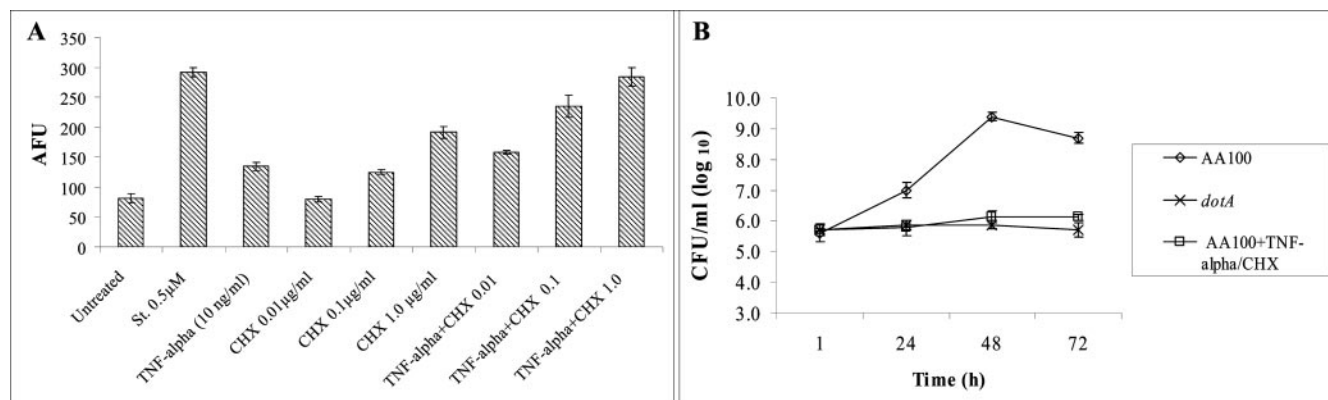 A
350
300
250
200
150
100
50
0
AFU
Untreated
St. 0.5µM
TNF-alpha (10 ng/ml)
CHX 0.01µg/ml
CHX 0.1µg/ml
CHX 1.0 µg/ml
TNF-alpha+CHX 0.01
TNF-alpha+CHX 0.1
TNF-alpha+CHX 1.0
B
10.0
9.0
8.0
7.0
6.0
5.0
4.0
3.0
CFU/ml (log 10)
1 24 48 72
Time (h)
AA100
dotA
AA100+TNF-
alpha/CHX